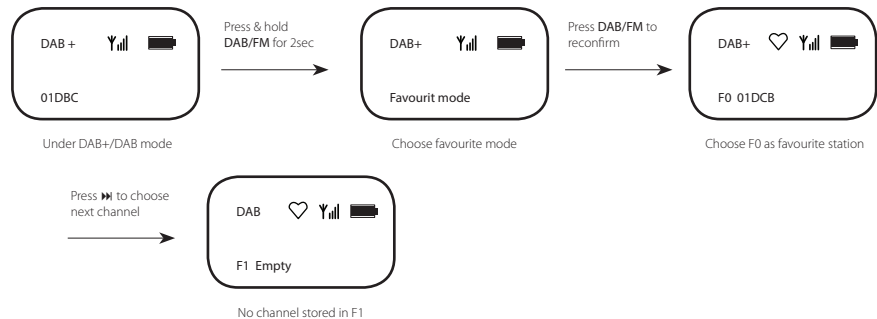 DAB +
01DBC
Under DAB+/DAB mode
Press & hold
DAB/FM for 2sec
DAB+
Favourit mode
Choose favourite mode
Press DAB/FM to
reconfirm
DAB+
F0 01DCB
Choose F0 as favourite station
Press ⏭ to choose
next channel
DAB
F1 Empty
No channel stored in F1